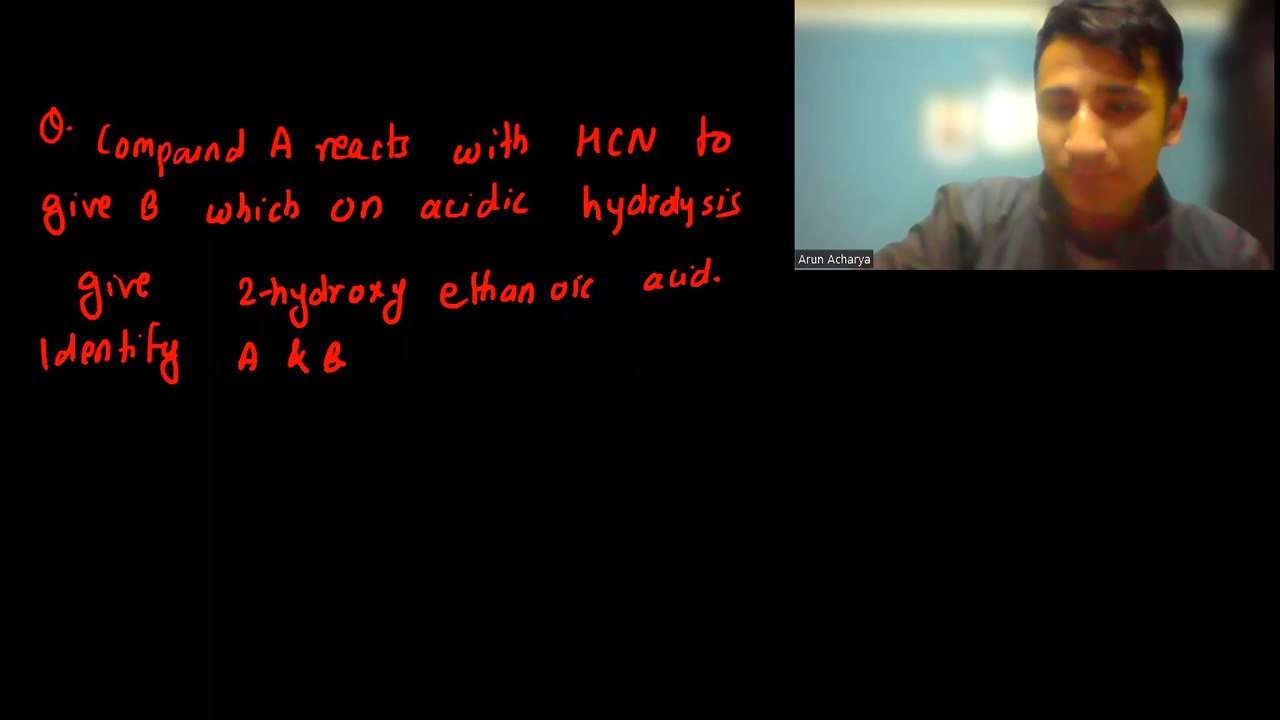 Q. Compound A reacts with HCN to
give B which on acidic hydrolysis
give 2-hydroxy ethanoic acid.
Identify A & B
Arun Acharya